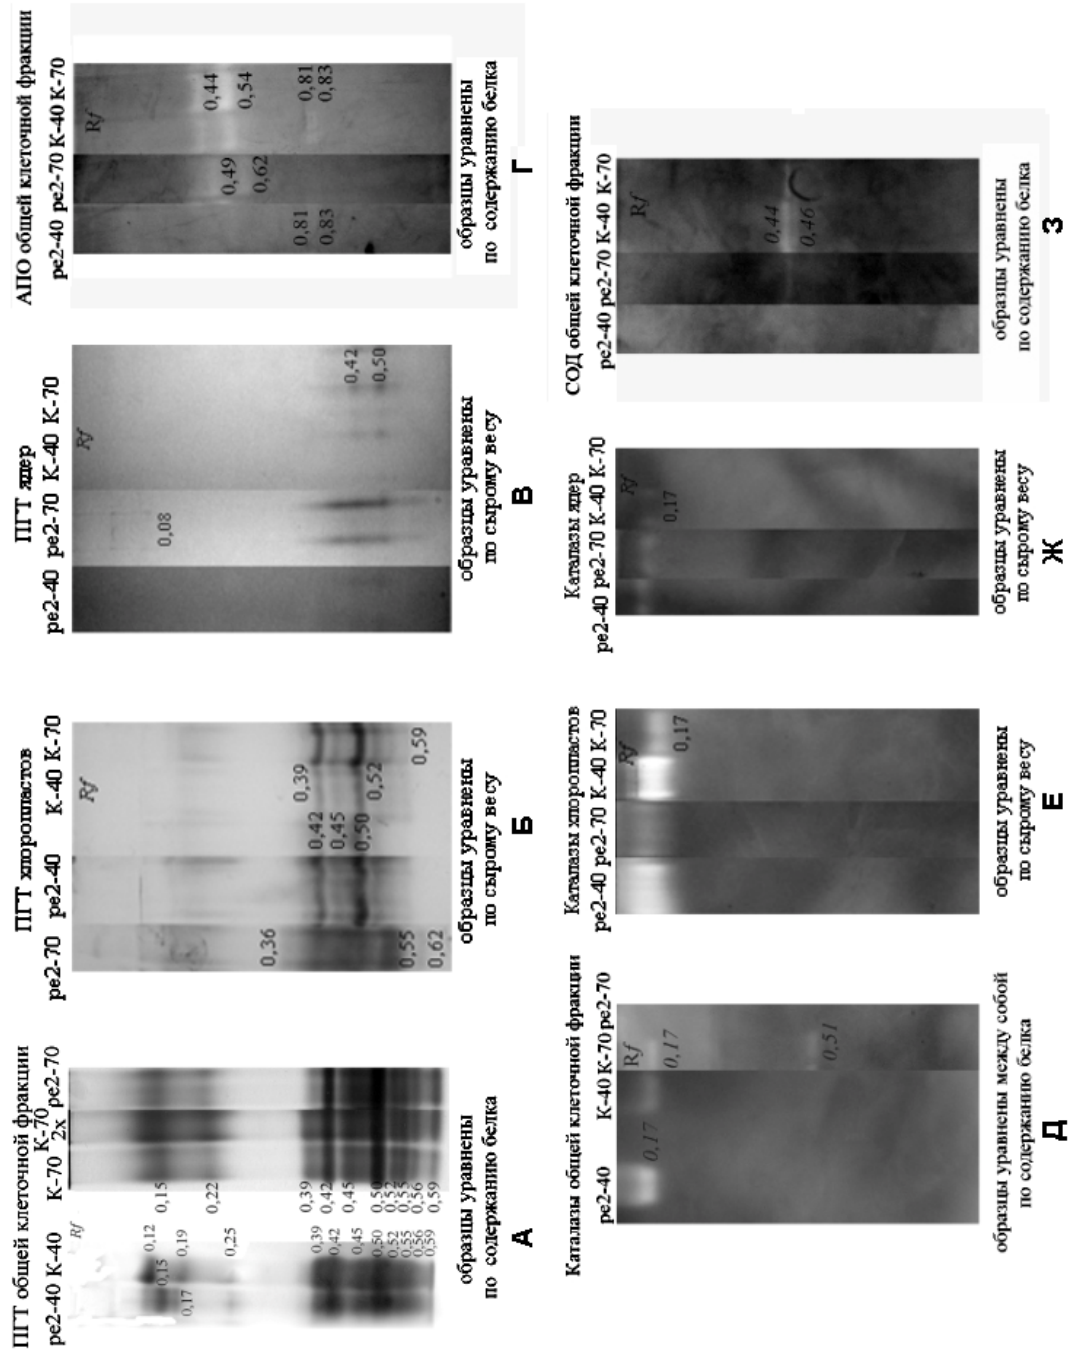 ПГТ общей клеточной фракции
ре2-40 К-40 К-70 К-70 2х ре2-70
Rf
0,12
0,15
0,17
0,19
0,25
0,39
0,42
0,45
0,50
0,52
0,55
0,56
0,59
0,15
0,22
0,39
0,42
0,45
0,50
0,52
0,55
0,56
0,59
образцы уравнены
по содержанию белка
А
ПГТ хлоропластов
ре2-70 ре2-40 К-40 К-70
Rf
0,36
0,55
0,62
0,42
0,45
0,50
0,39
0,52
0,59
образцы уравнены
по сырому весу
Б
ПГТ ядер
ре2-40 ре2-70 К-40 К-70
Rf
0,08
0,42
0,50
образцы уравнены
по сырому весу
В
АПО общей клеточной фракции
ре2-40 ре2-70 К-40 К-70
Rf
0,81
0,83
0,49
0,62
0,44
0,54
0,81
0,83
образцы уравнены
по содержанию белка
Г
Каталазы общей клеточной фракции
ре2-40 К-40 К-70 ре2-70
Rf
0,17
0,17
0,51
образцы уравнены между собой
по содержанию белка
Д
Каталазы хлоропластов
ре2-40 ре2-70 К-40 К-70
Rf
0,17
образцы уравнены
по сырому весу
Е
Каталазы ядер
ре2-40 ре2-70 К-40 К-70
Rf
0,17
образцы уравнены
по сырому весу
Ж
СОД общей клеточной фракции
ре2-40 ре2-70 К-40 К-70
Rf
0,44
0,46
образцы уравнены
по содержанию белка
З